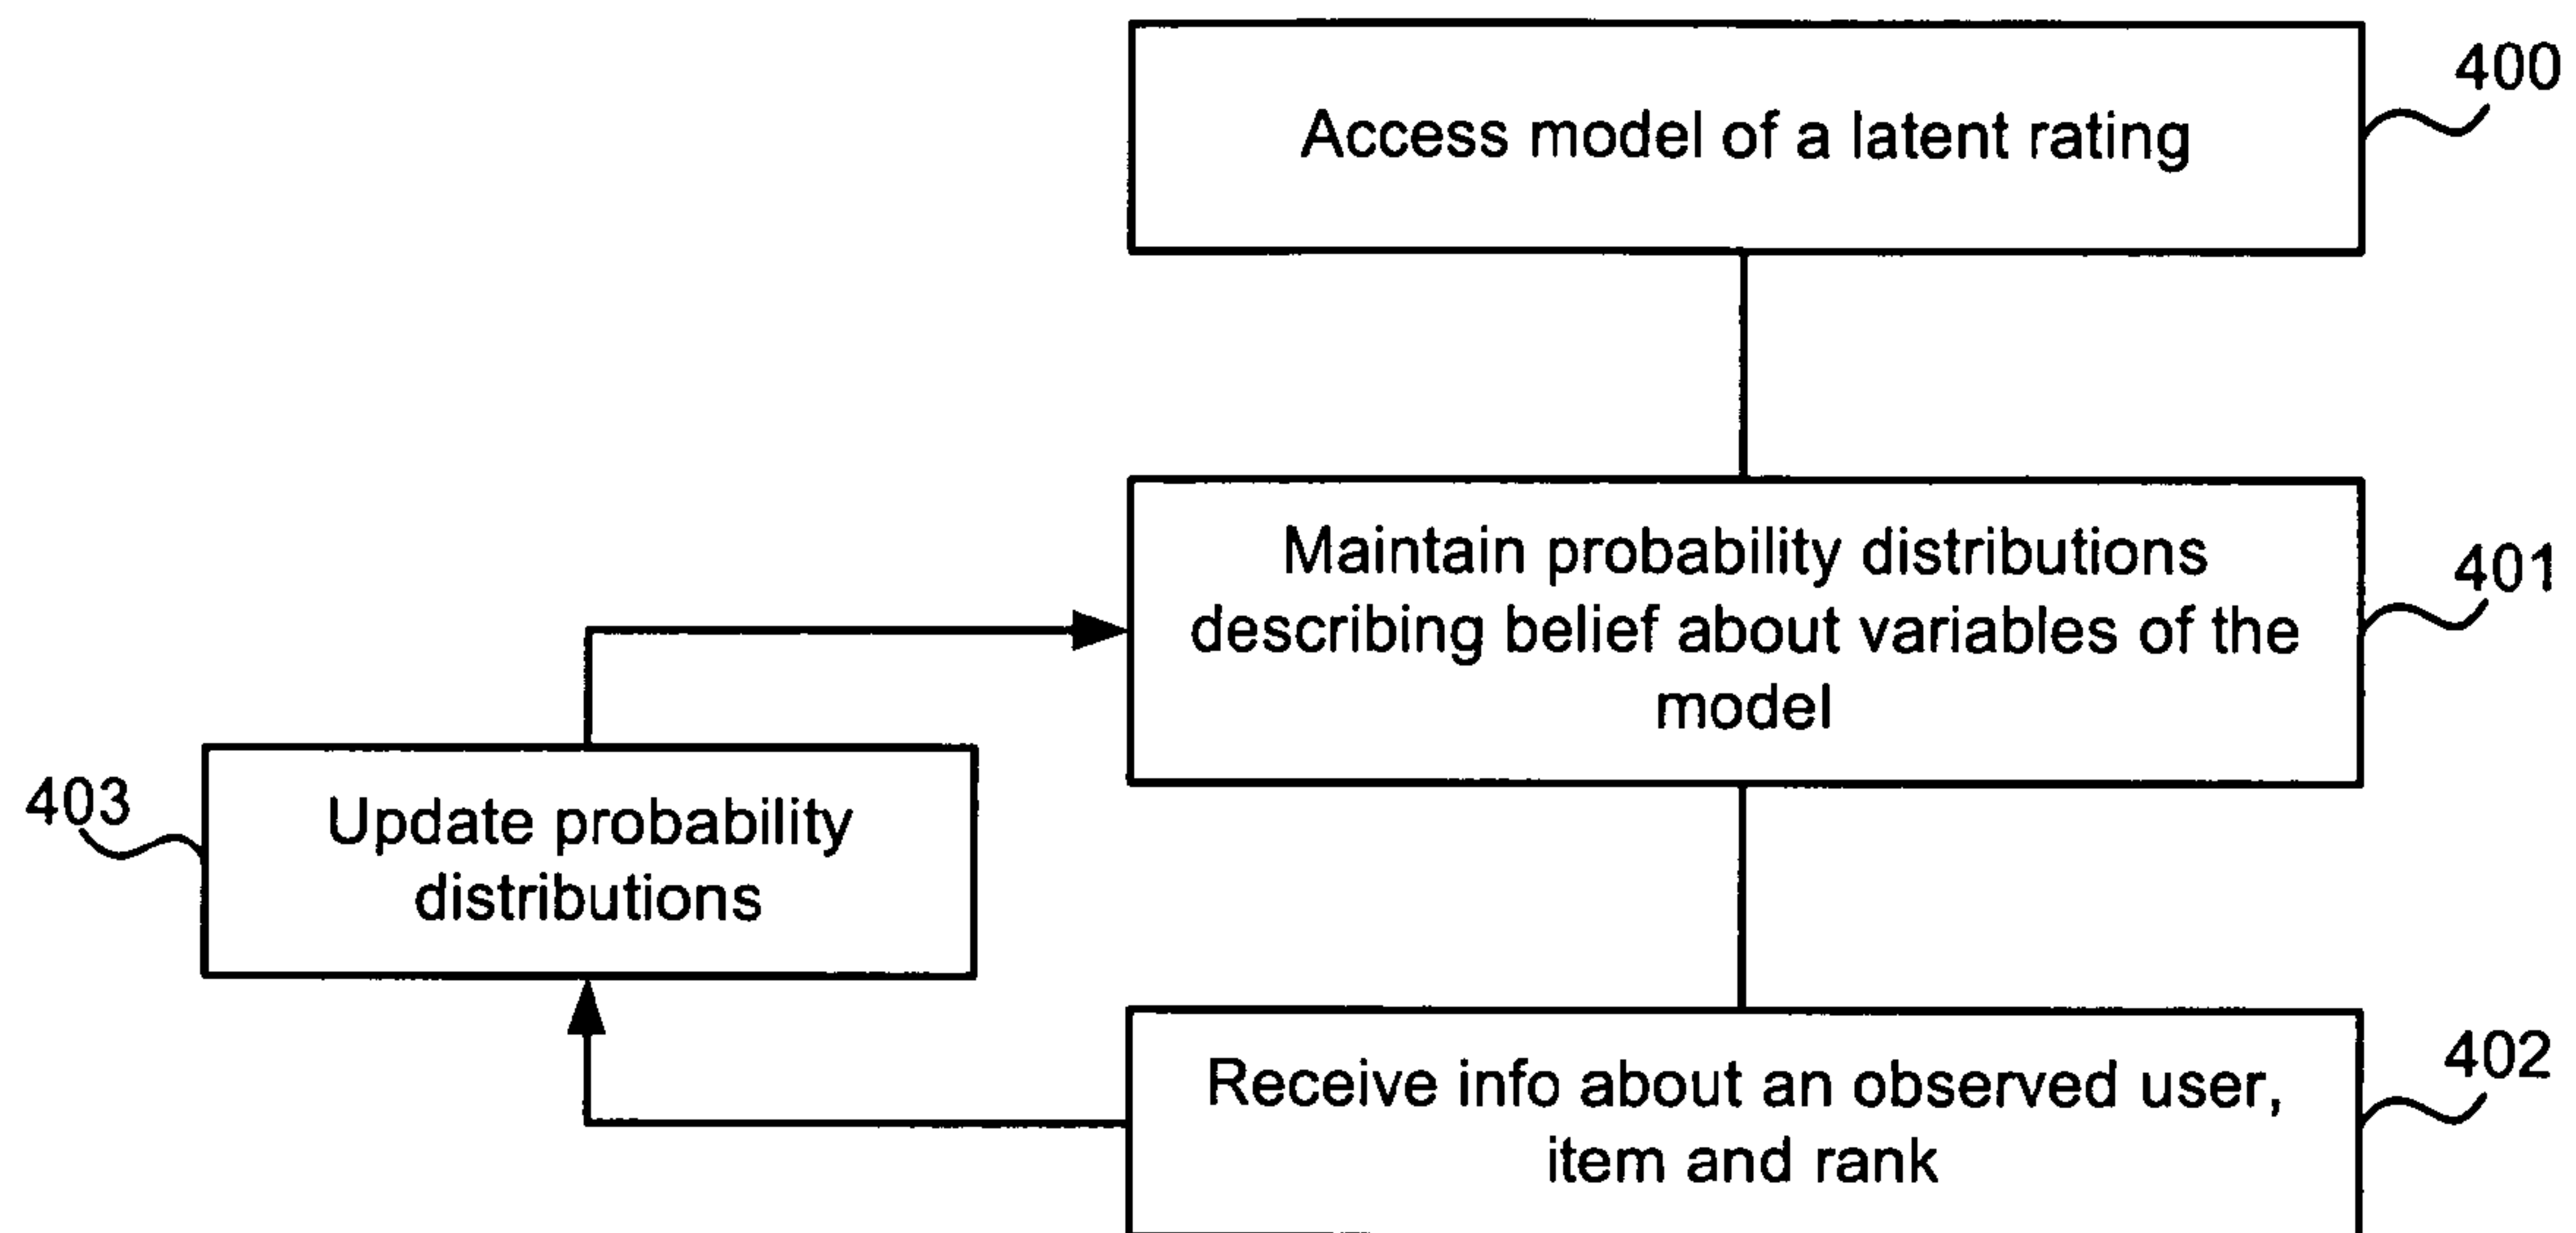 400
Access model of a latent rating
Maintain probability distributions
describing belief about variables of the
model
401
403
Update probability
distributions
Receive info about an observed user,
item and rank
402